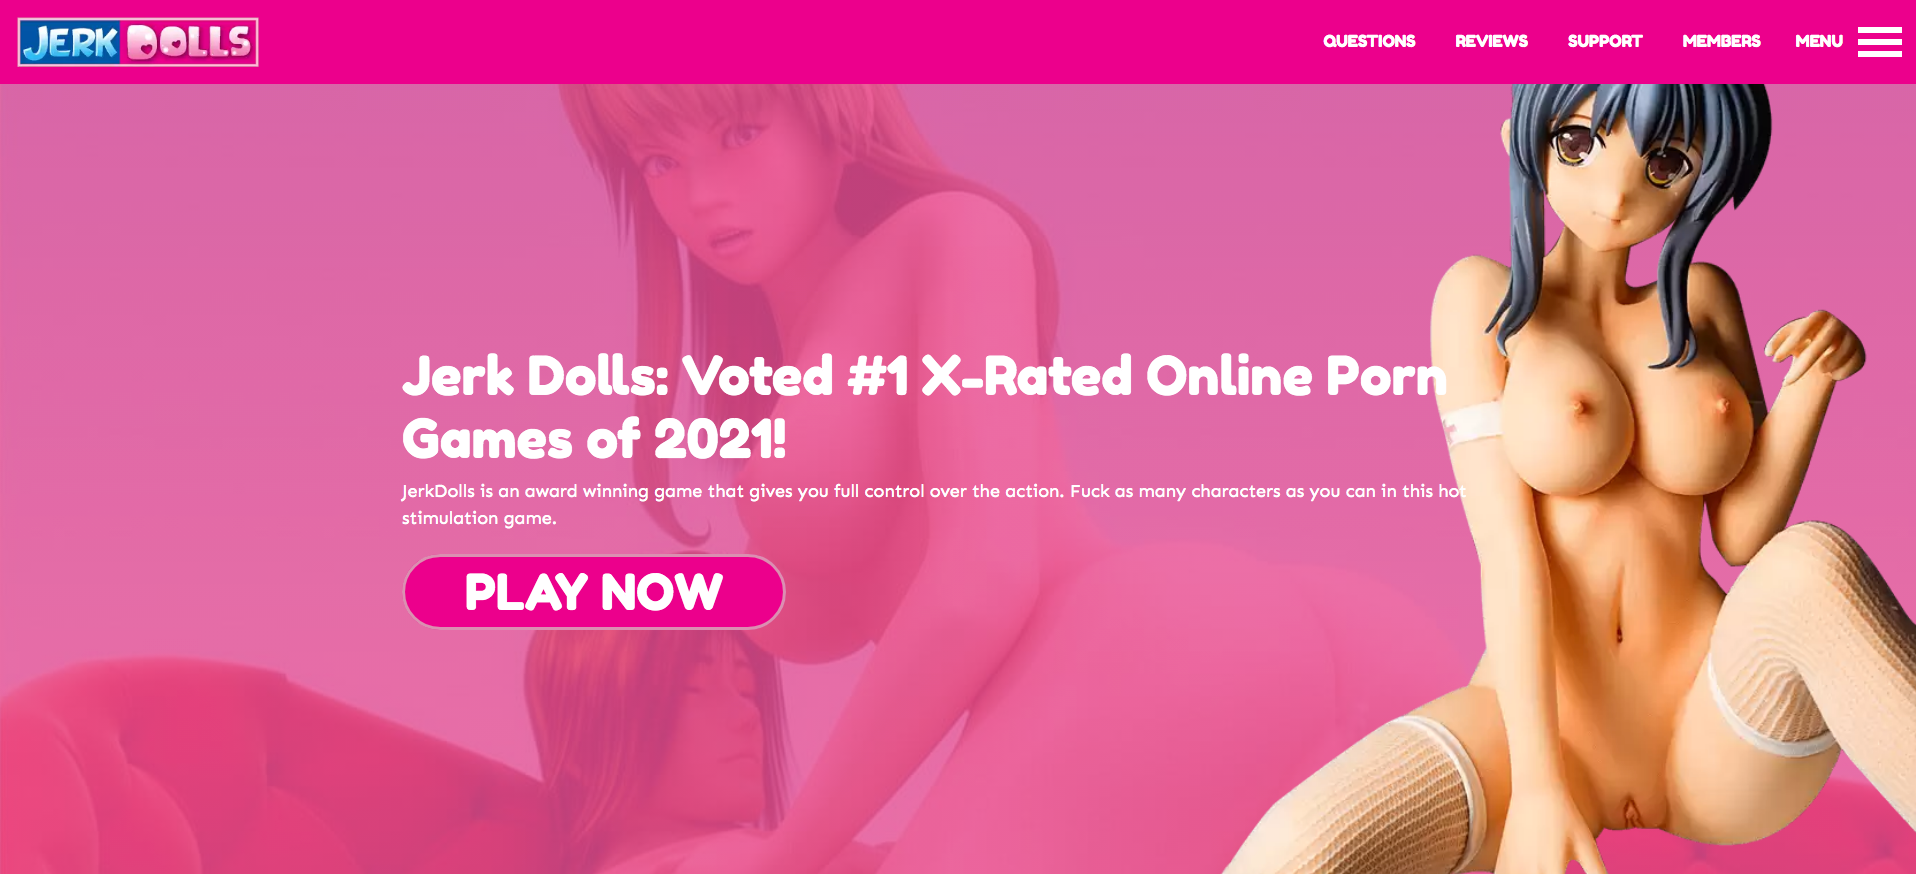 JERK DOLLS
QUESTIONS REVIEWS SUPPORT MEMBERS MENU
Jerk Dolls: Voted #1 X-Rated Online Porn
Games of 2021!
JerkDolls is an award winning game that gives you full control over the action. Fuck as many characters as you can in this hot
stimulation game.
PLAY NOW